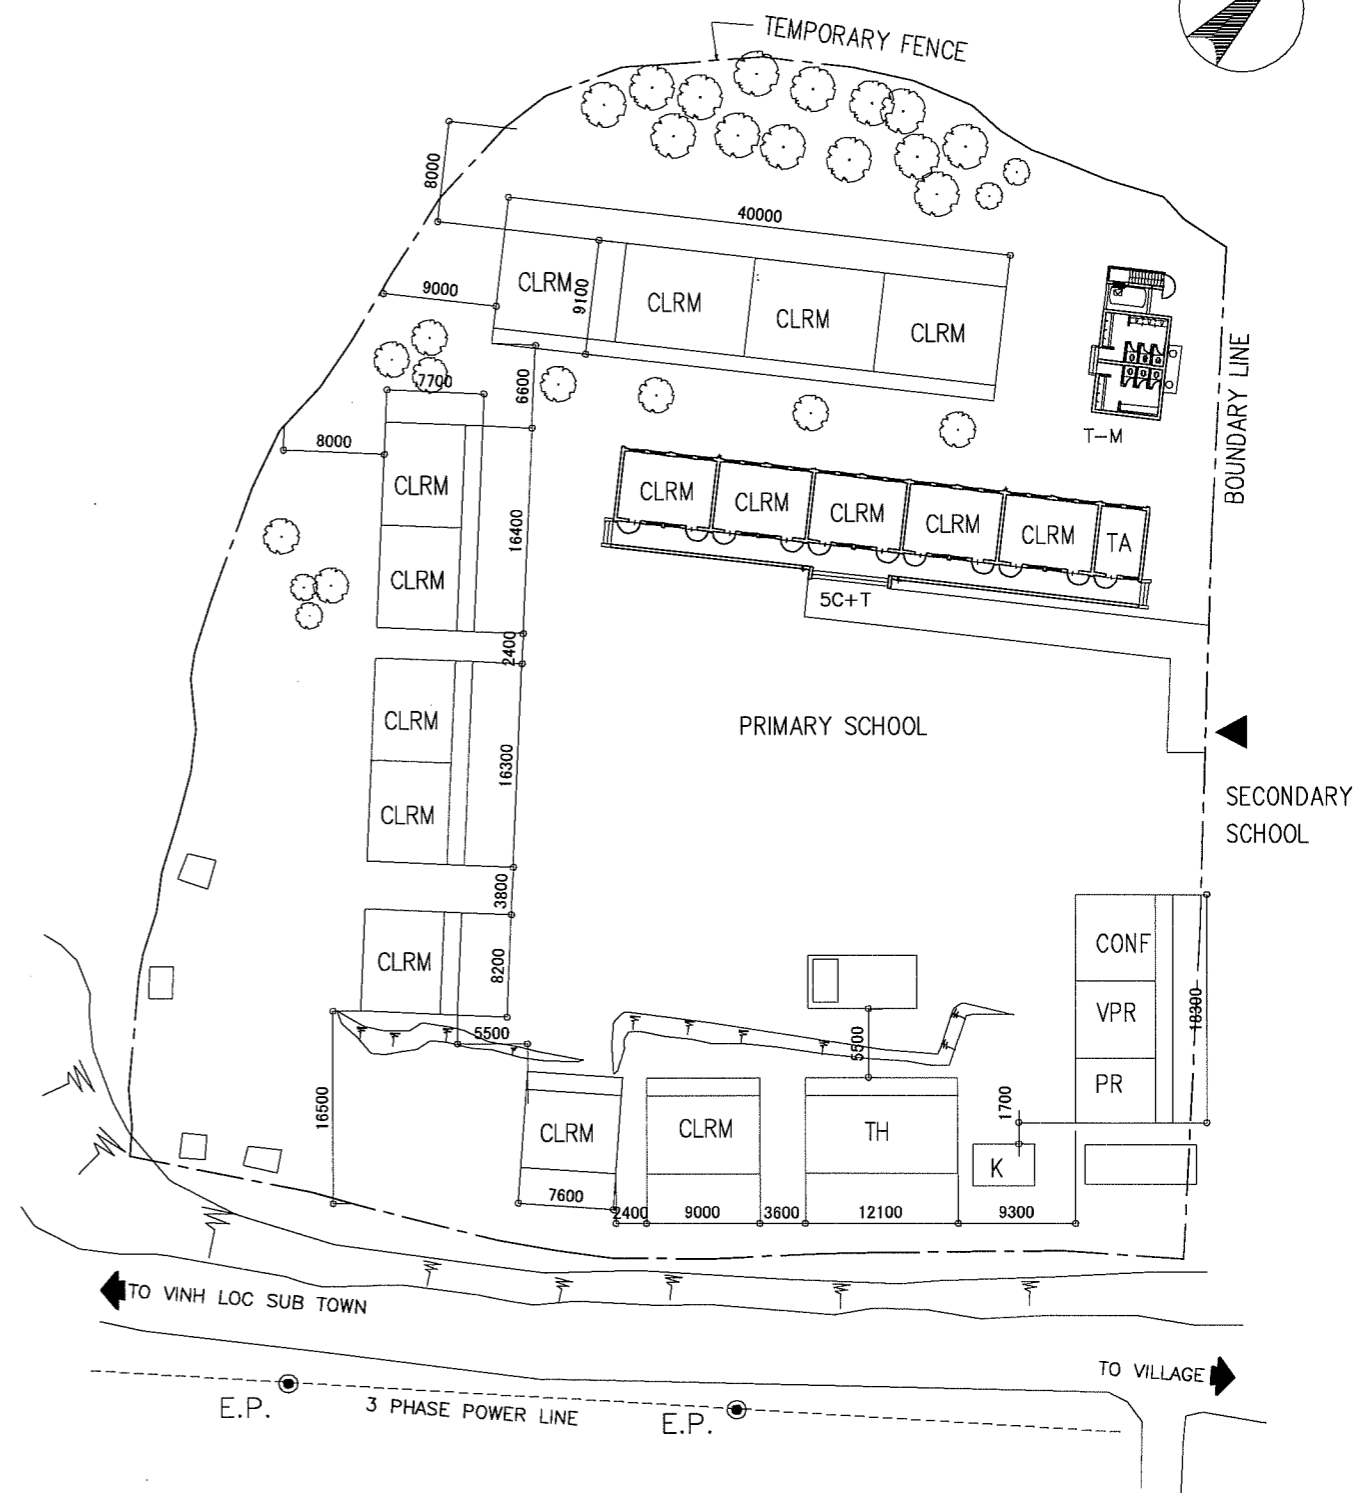 TEMPORARY FENCE
8000
40000
9000
CLRM
9100
CLRM
CLRM
CLRM
7700
6600
8000
BOUNDARY LINE
T-M
CLRM
CLRM
16400
CLRM
CLRM
CLRM
CLRM
CLRM
TA
5C+T
2400
CLRM
CLRM
16300
PRIMARY SCHOOL
SECONDARY
SCHOOL
3800
CLRM
8200
CONF
VPR
PR
18300
5500
5500
16500
1700
CLRM
CLRM
TH
K
7600
2400
9000
3600
12100
9300
TO VINH LOC SUB TOWN
TO VILLAGE
E.P.
3 PHASE POWER LINE
E.P.